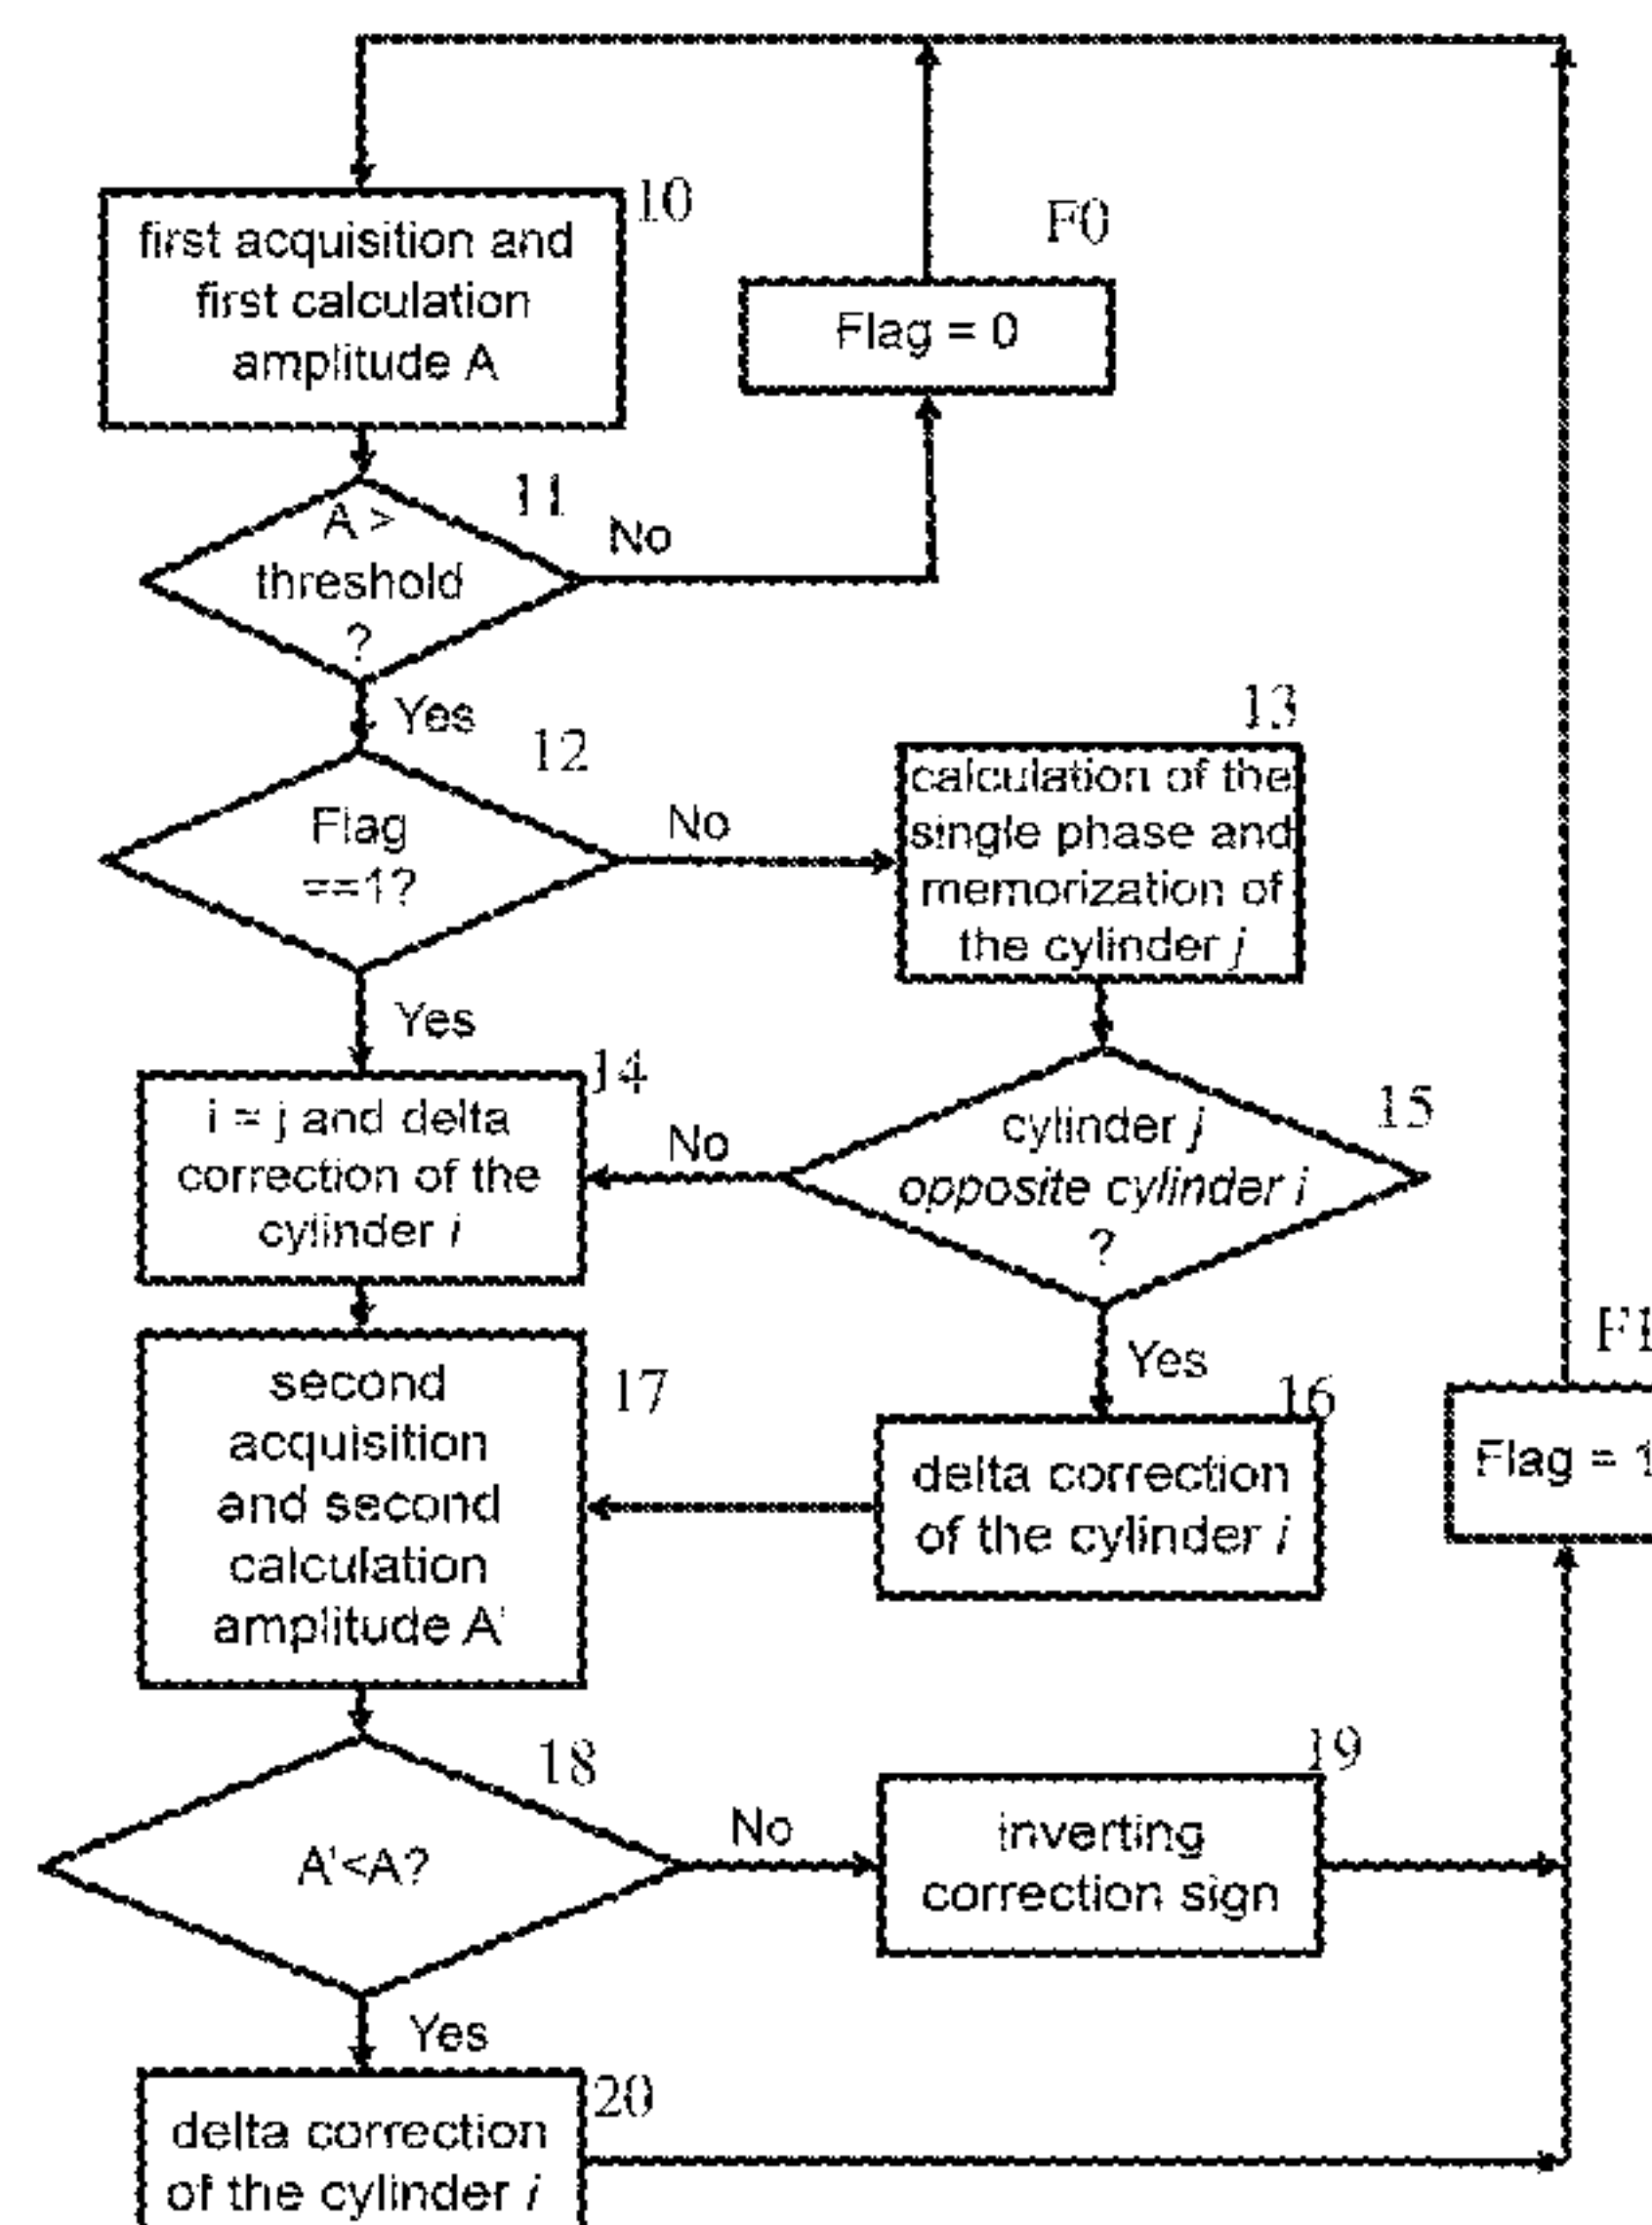 10
first acquisition and
first calculation
amplitude A
F0
Flag = 0
11
A >
threshold
?
No
Yes
12
Flag
==1?
No
13
calculation of the
single phase and
memorization of
the cylinder j
Yes
14
i = j and delta
correction of the
cylinder i
No
15
cylinder j
opposite cylinder i
?
Yes
F1
Flag = 1
16
delta correction
of the cylinder i
17
second
acquisition
and second
calculation
amplitude A'
18
A'<A?
No
19
inverting
correction sign
Yes
20
delta correction
of the cylinder i